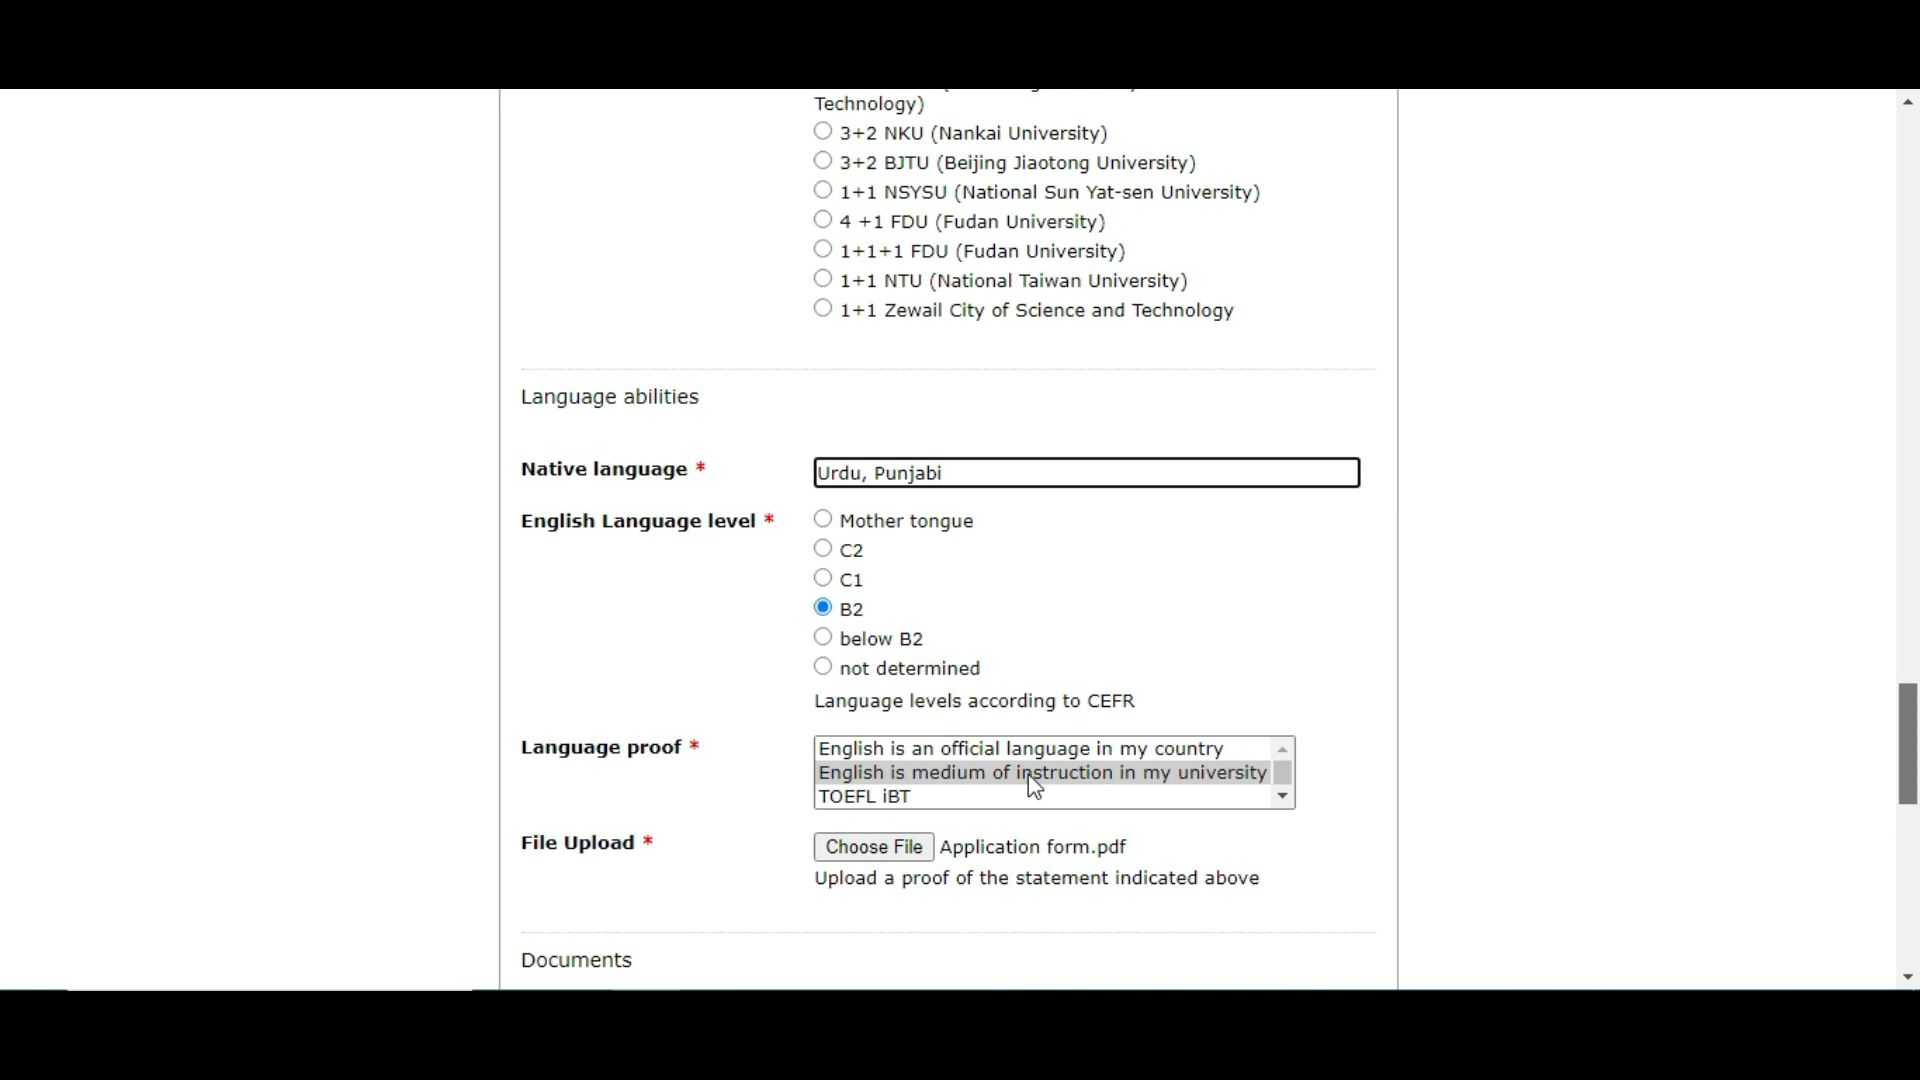 Technology)
3+2 NKU (Nankai University)
3+2 BJTU (Beijing Jiaotong University)
1+1 NSYSU (National Sun Yat-sen University)
4 +1 FDU (Fudan University)
1+1+1 FDU (Fudan University)
1+1 NTU (National Taiwan University)
1+1 Zewail City of Science and Technology
Language abilities
Native language *
Urdu, Punjabi
English Language level *
Mother tongue
C2
C1
B2
below B2
not determined
Language levels according to CEFR
Language proof *
English is an official language in my country
English is medium of instruction in my university
TOEFL iBT
File Upload *
Choose File Application form.pdf
Upload a proof of the statement indicated above
Documents